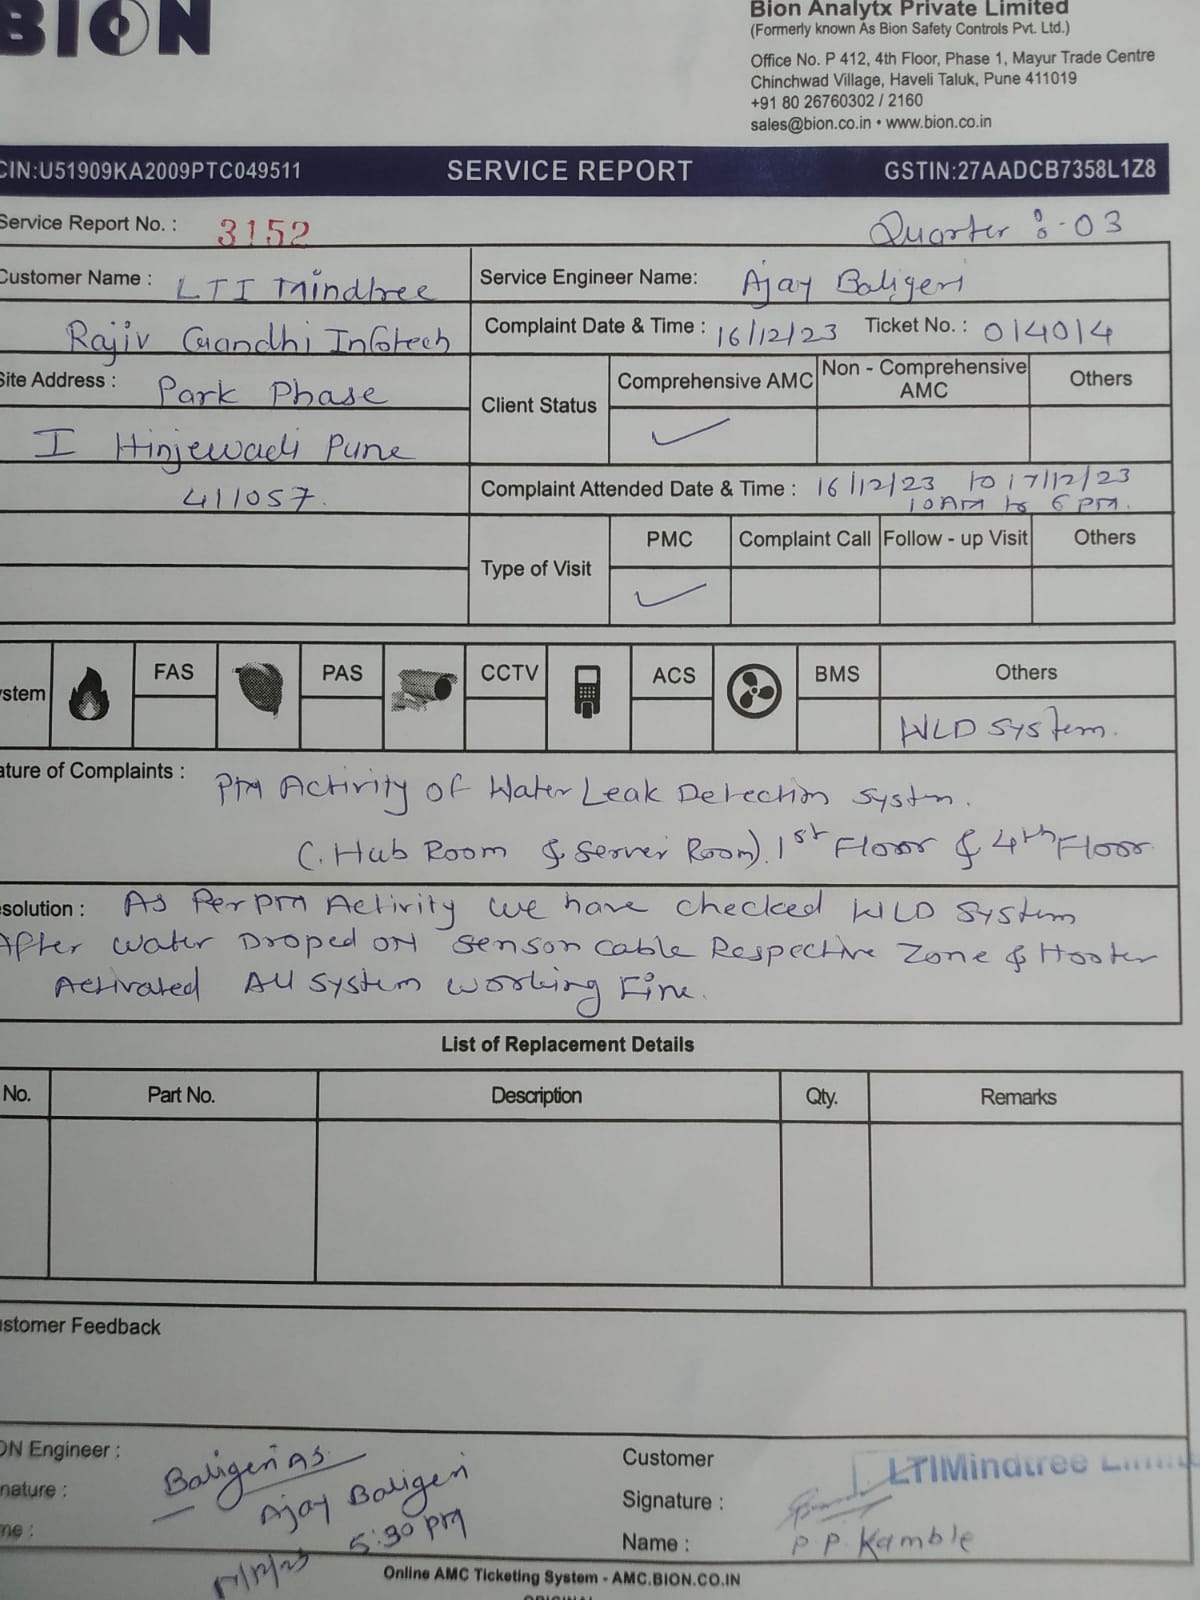 BION
Bion Analytx Private Limited
(Formerly known As Bion Safety Controls Pvt. Ltd.)
Office No. P 412, 4th Floor, Phase 1, Mayur Trade Centre
Chinchwad Village, Haveli Taluk, Pune 411019
+91 80 26760302 / 2160
sales@bion.co.in • www.bion.co.in
CIN:U51909KA2009PTC049511 SERVICE REPORT GSTIN:27AADCB7358L1Z8
Service Report No. : 3152 Quarter :- 03
Customer Name : LTI Mindtree Service Engineer Name: Ajay Baligeri
Rajiv Gandhi Infotech Complaint Date & Time : 16/12/23 Ticket No. : 014014
Site Address : Park Phase Client Status Comprehensive AMC Non - Comprehensive AMC Others
I Hinjewadi Pune
411057. Complaint Attended Date & Time : 16/12/23 to 17/12/23
10AM to 6 PM.
Type of Visit PMC Complaint Call Follow - up Visit Others
ystem FAS PAS CCTV ACS BMS Others
WLD System.
ature of Complaints : PM Activity of Water Leak Detection Systm.
(. Hub Room & Server Room). 1st Floor & 4th Floor
solution : As Per PM Activity we have checked WLD System
After water Droped on sensor cable Respective Zone & Hooter
Activated All System working Fine.
List of Replacement Details
No. Part No. Description Qty. Remarks
ustomer Feedback
ON Engineer : Customer LTIMindtree Limite
nature : Baligeri AS Signature :
me : Ajay Baligeri Name : P. P. Kamble
5:30 PM
17/12/23
Online AMC Ticketing System - AMC.BION.CO.IN
ORIGINAL